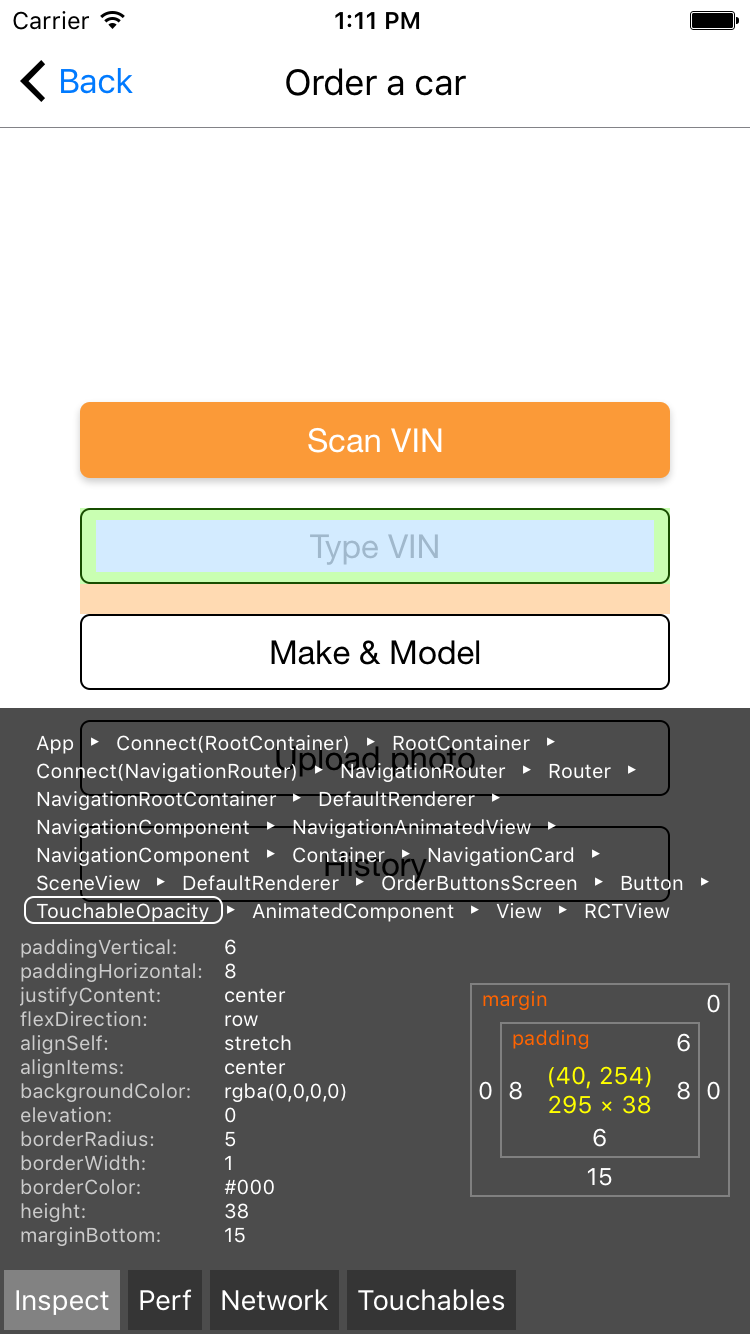 Carrier 1:11 PM
Back Order a car
Scan VIN
Type VIN
Make & Model
Upload photo
History
App ▸ Connect(RootContainer) ▸ RootContainer ▸
Connect(NavigationRouter) ▸ NavigationRouter ▸ Router ▸
NavigationRootContainer ▸ DefaultRenderer ▸
NavigationComponent ▸ NavigationAnimatedView ▸
NavigationComponent ▸ Container ▸ NavigationCard ▸
SceneView ▸ DefaultRenderer ▸ OrderButtonsScreen ▸ Button ▸
TouchableOpacity ▸ AnimatedComponent ▸ View ▸ RCTView
paddingVertical: 6
paddingHorizontal: 8
justifyContent: center
flexDirection: row
alignSelf: stretch
alignItems: center
backgroundColor: rgba(0,0,0,0)
elevation: 0
borderRadius: 5
borderWidth: 1
borderColor: #000
height: 38
marginBottom: 15
margin 0
padding 6
(40, 254)
0 8 295 × 38 8 0
6
15
Inspect Perf Network Touchables